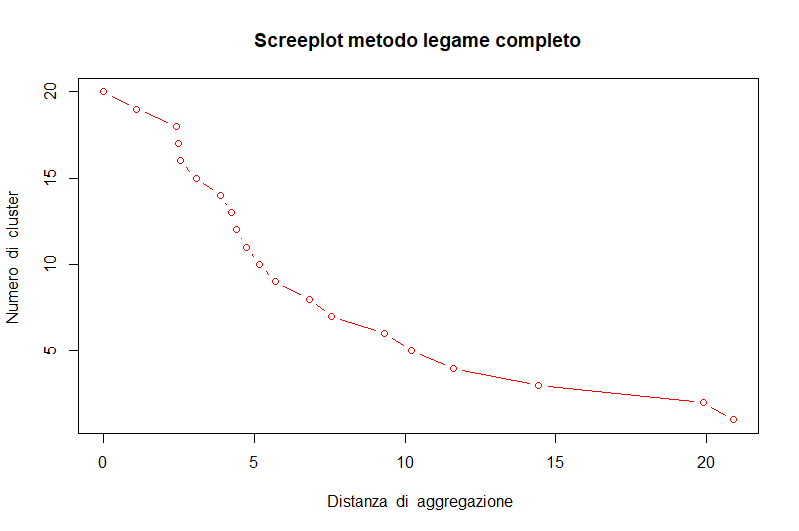 Screeplot metodo legame completo
20
15
10
5
Numero di cluster
0 5 10 15 20
Distanza di aggregazione